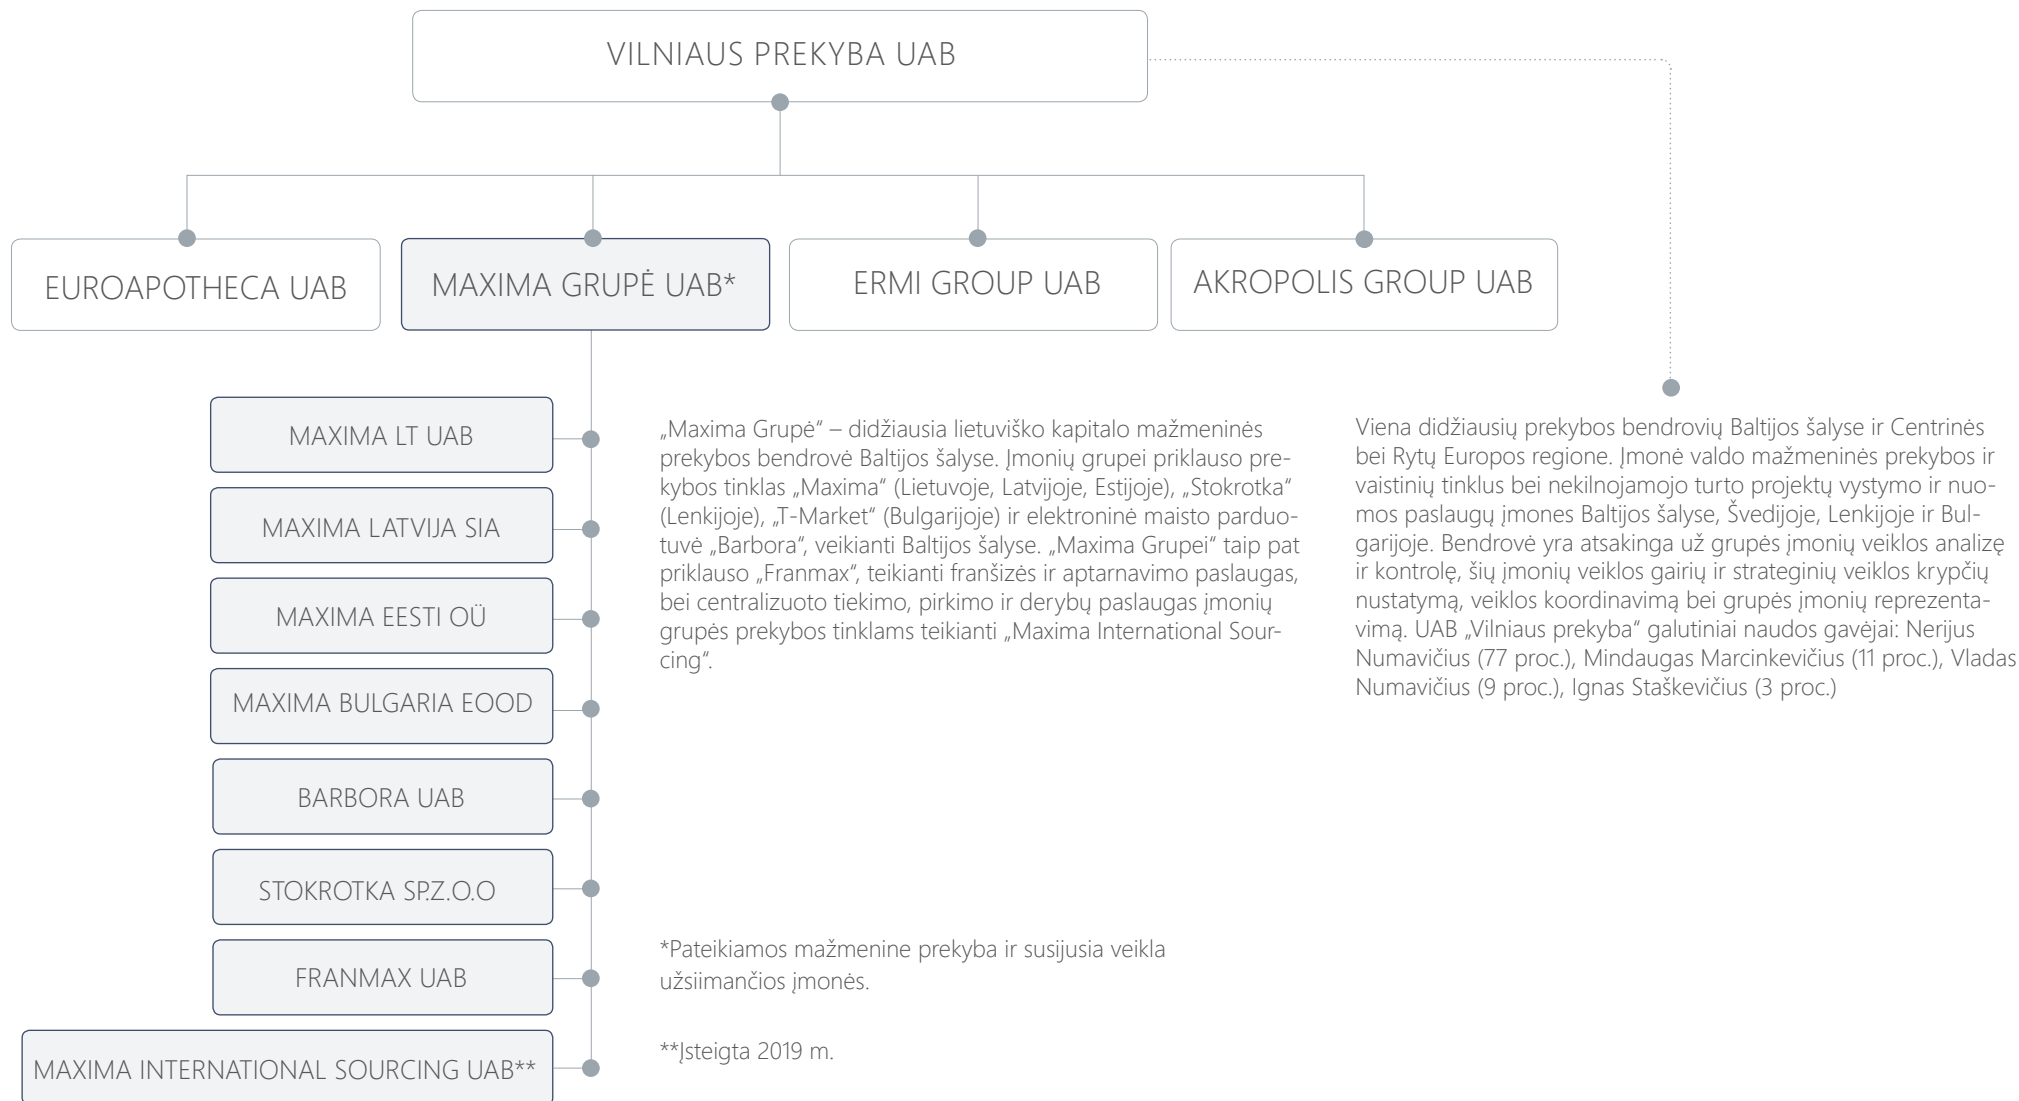 VILNIAUS PREKYBA UAB
EUROAPOTHECA UAB
MAXIMA GRUPĖ UAB*
ERMI GROUP UAB
AKROPOLIS GROUP UAB
MAXIMA LT UAB
MAXIMA LATVIJA SIA
MAXIMA EESTI OÜ
MAXIMA BULGARIA EOOD
BARBORA UAB
STOKROTKA SP.Z.O.O
FRANMAX UAB
MAXIMA INTERNATIONAL SOURCING UAB**
„Maxima Grupė“ – didžiausia lietuviško kapitalo mažmeninės
prekybos bendrovė Baltijos šalyse. Įmonių grupei priklauso pre-
kybos tinklas „Maxima“ (Lietuvoje, Latvijoje, Estijoje), „Stokrotka“
(Lenkijoje), „T-Market“ (Bulgarijoje) ir elektroninė maisto parduo-
tuvė „Barbora“, veikianti Baltijos šalyse. „Maxima Grupei“ taip pat
priklauso „Franmax“, teikianti franšizės ir aptarnavimo paslaugas,
bei centralizuoto tiekimo, pirkimo ir derybų paslaugas įmonių
grupės prekybos tinklams teikianti „Maxima International Sour-
cing“.
*Pateikiamos mažmenine prekyba ir susijusia veikla
užsiimančios įmonės.
**Įsteigta 2019 m.
Viena didžiausių prekybos bendrovių Baltijos šalyse ir Centrinės
bei Rytų Europos regione. Įmonė valdo mažmeninės prekybos ir
vaistinių tinklus bei nekilnojamojo turto projektų vystymo ir nuo-
mos paslaugų įmones Baltijos šalyse, Švedijoje, Lenkijoje ir Bul-
garijoje. Bendrovė yra atsakinga už grupės įmonių veiklos analizę
ir kontrolę, šių įmonių veiklos gairių ir strateginių veiklos krypčių
nustatymą, veiklos koordinavimą bei grupės įmonių reprezenta-
vimą. UAB „Vilniaus prekyba“ galutiniai naudos gavėjai: Nerijus
Numavičius (77 proc.), Mindaugas Marcinkevičius (11 proc.), Vladas
Numavičius (9 proc.), Ignas Staškevičius (3 proc.)